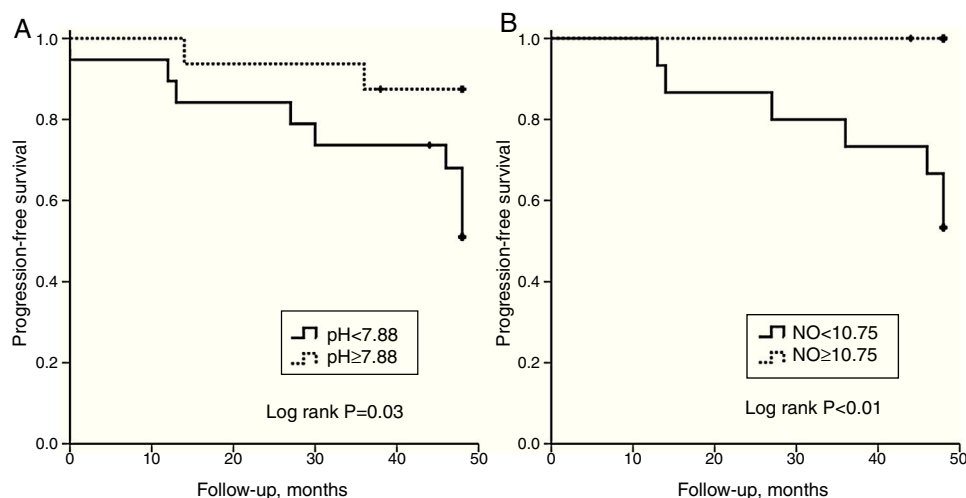 A
Progression-free survival
1.0
0.8
0.6
0.4
0.2
0.0
pH<7.88
pH≥7.88
Log rank P=0.03
0 10 20 30 40 50
Follow-up, months
B
Progression-free survival
1.0
0.8
0.6
0.4
0.2
0.0
NO<10.75
NO≥10.75
Log rank P<0.01
0 10 20 30 40 50
Follow-up, months